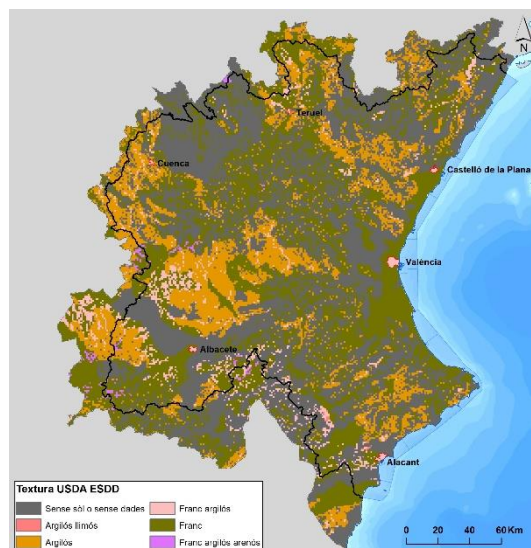 N
Teruel
Cuenca
Castelló de la Plana
València
Albacete
Alacant
Textura USDA ESDD
Sense sòl o sense dades
Franc argilós
Argilós llimós
Franc
Argilós
Franc argilós arenós
0 20 40 60 Km